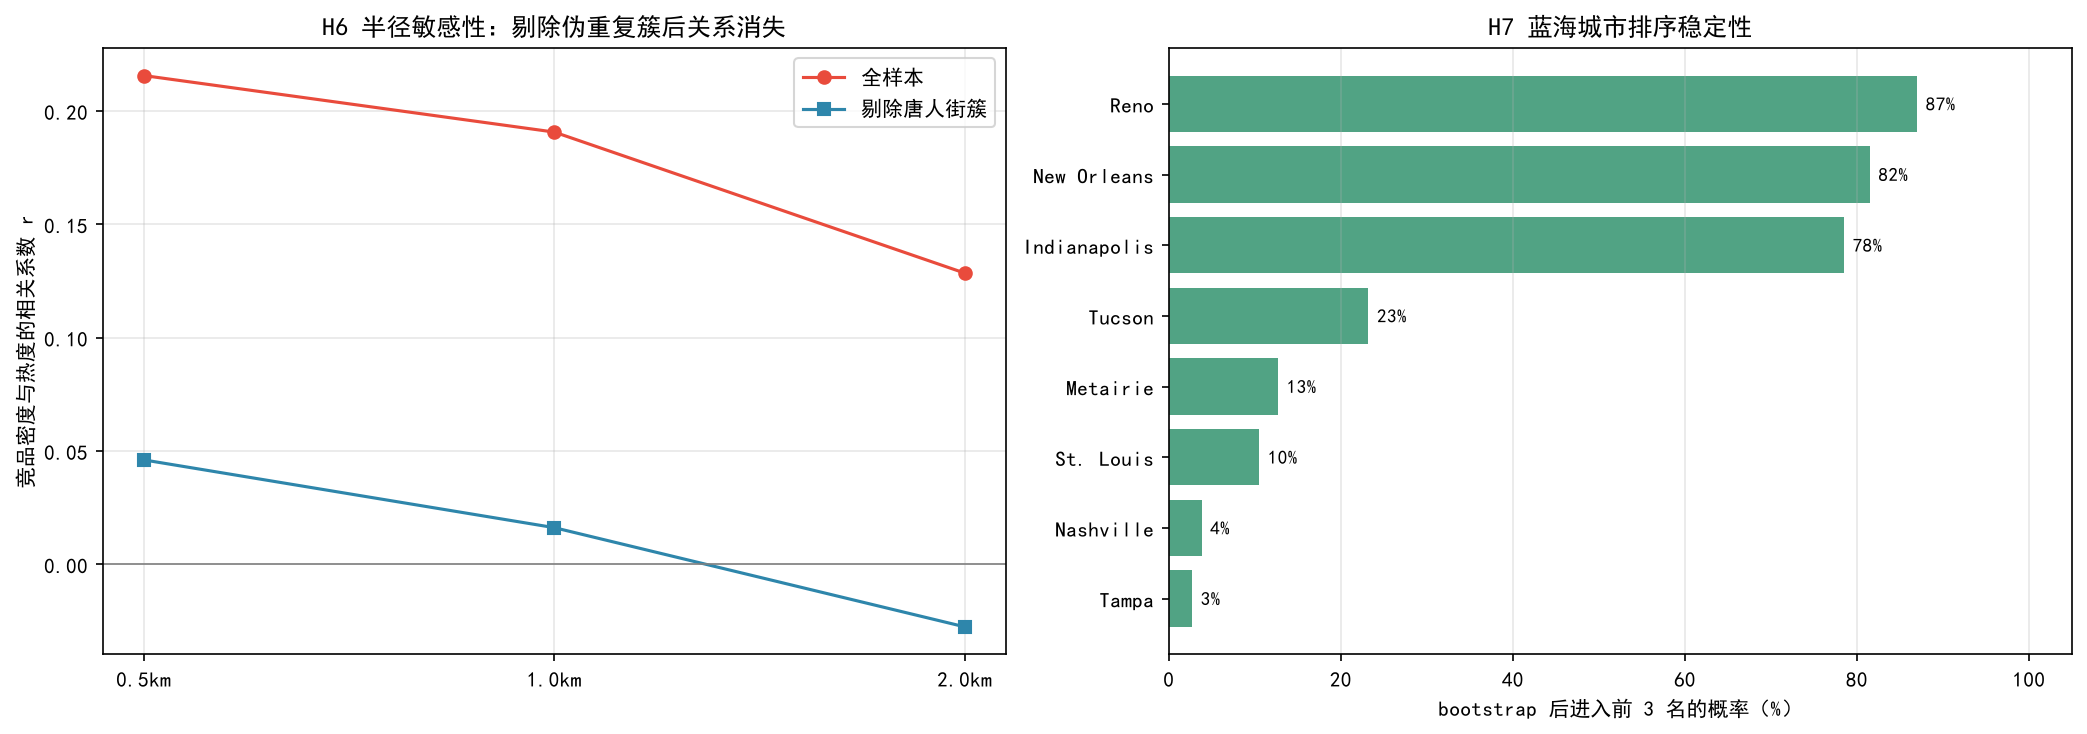 H6 半径敏感性：剔除伪重复簇后关系消失
全样本
剔除唐人街簇
竞品密度与热度的相关系数 r
0.20
0.15
0.10
0.05
0.00
0.5km
1.0km
2.0km
H7 蓝海城市排序稳定性
Reno
87%
New Orleans
82%
Indianapolis
78%
Tucson
23%
Metairie
13%
St. Louis
10%
Nashville
4%
Tampa
3%
0
20
40
60
80
100
bootstrap 后进入前 3 名的概率（%）